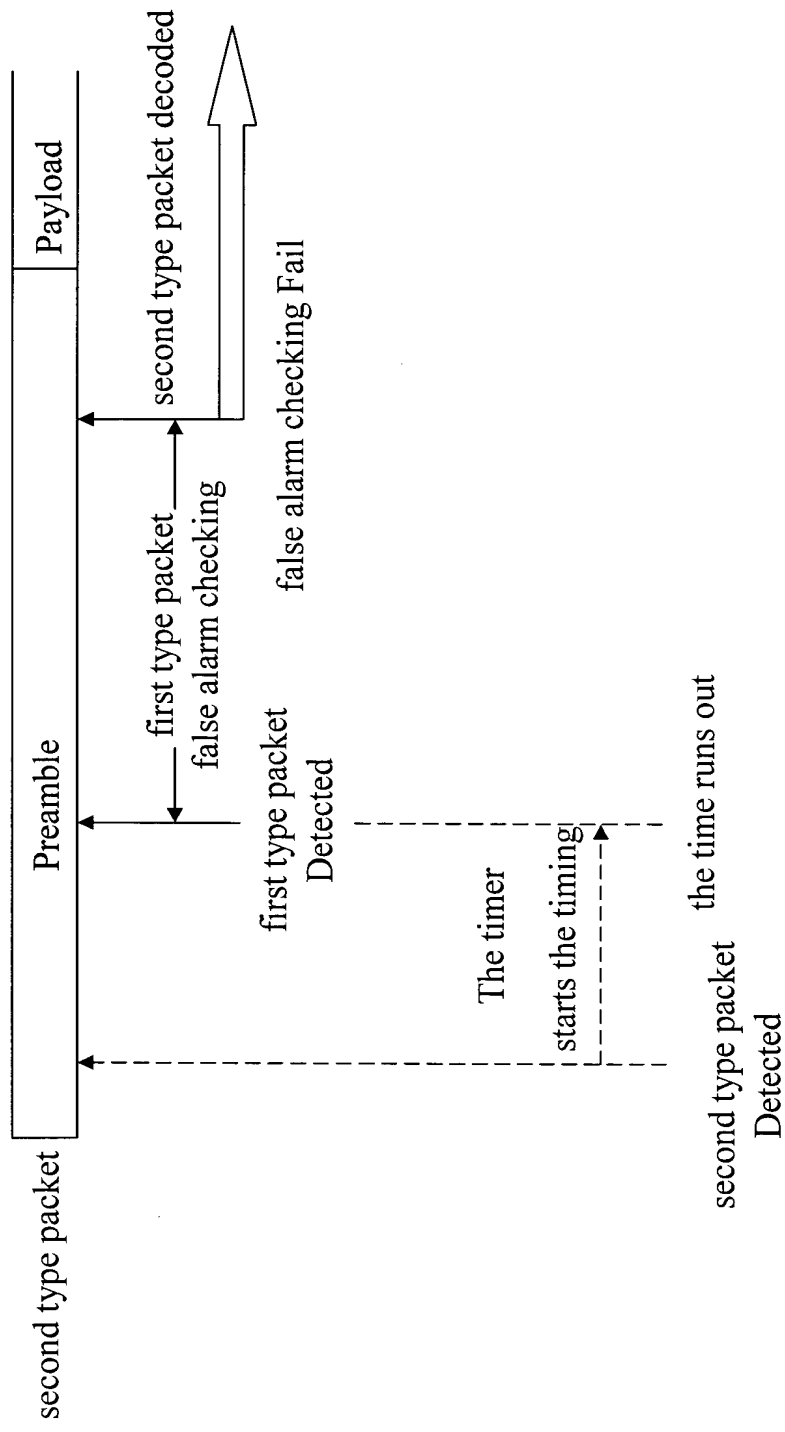 second type packet
Preamble
Payload
first type packet
false alarm checking
second type packet decoded
first type packet
Detected
false alarm checking Fail
The timer
starts the timing
second type packet
Detected
the time runs out